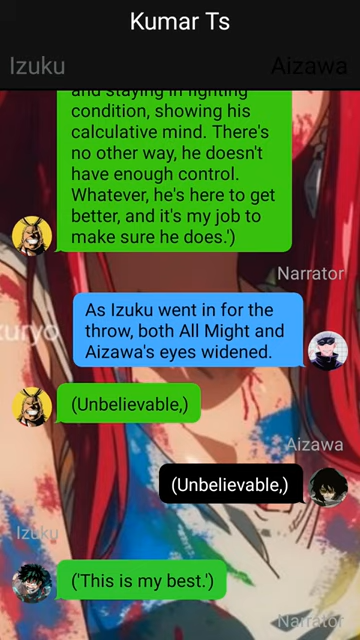 Kumar Ts
Izuku
Aizawa
and staying in fighting
condition, showing his
calculative mind. There's
no other way, he doesn't
have enough control.
Whatever, he's here to get
better, and it's my job to
make sure he does.')
Narrator
As Izuku went in for the
throw, both All Might and
Aizawa's eyes widened.
(Unbelievable,)
Aizawa
(Unbelievable,)
Izuku
('This is my best.')
Narrator